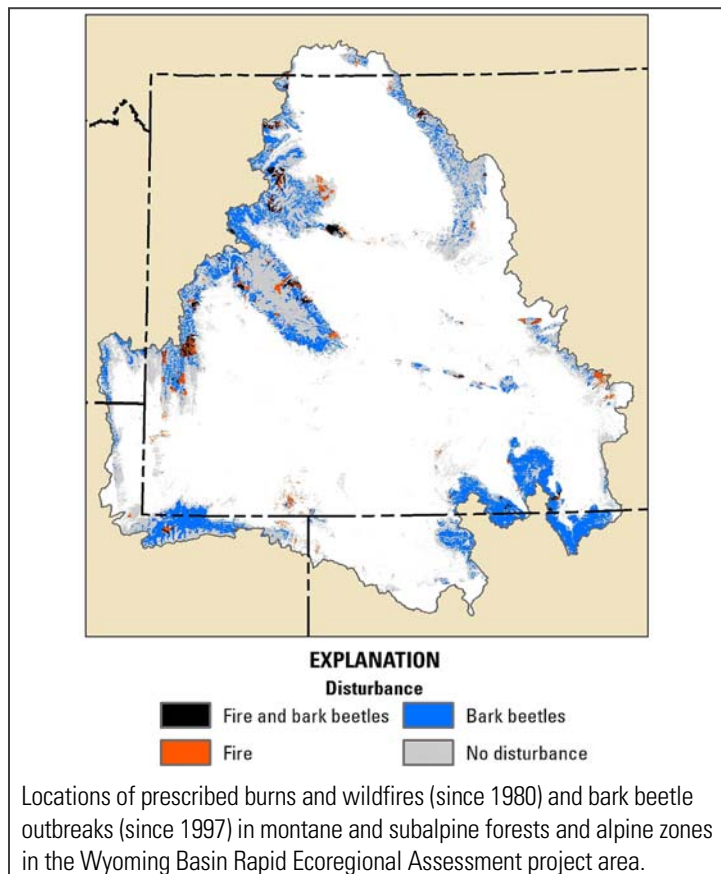 EXPLANATION
Disturbance
Fire and bark beetles
Bark beetles
Fire
No disturbance
Locations of prescribed burns and wildfires (since 1980) and bark beetle
outbreaks (since 1997) in montane and subalpine forests and alpine zones
in the Wyoming Basin Rapid Ecoregional Assessment project area.